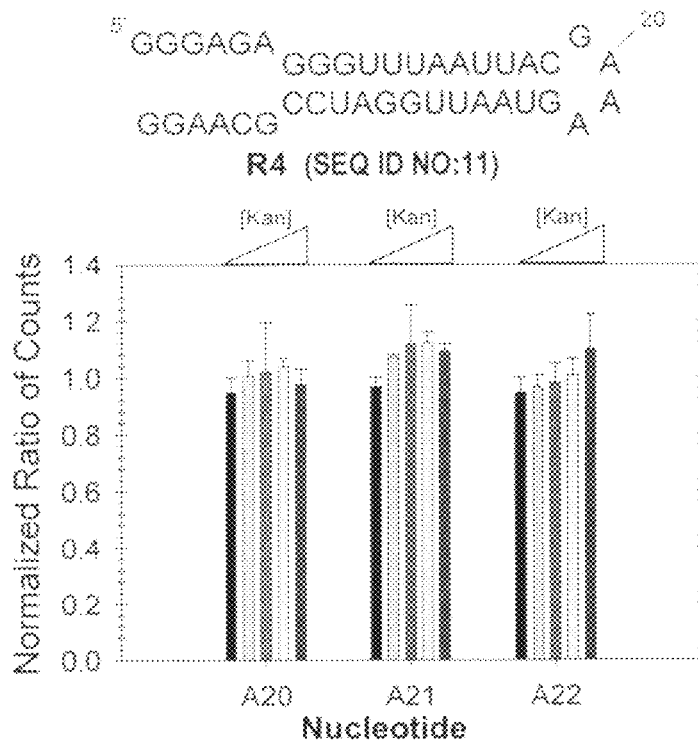 5' GGGAGA GGGUUUAAUUAC G A 20
GGAACG CCUAGGUUAAUG A A
R4 (SEQ ID NO:11)
[Kan] [Kan] [Kan]
Normalized Ratio of Counts
1.4
1.2
1.0
0.8
0.6
0.4
0.2
0.0
A20 A21 A22
Nucleotide